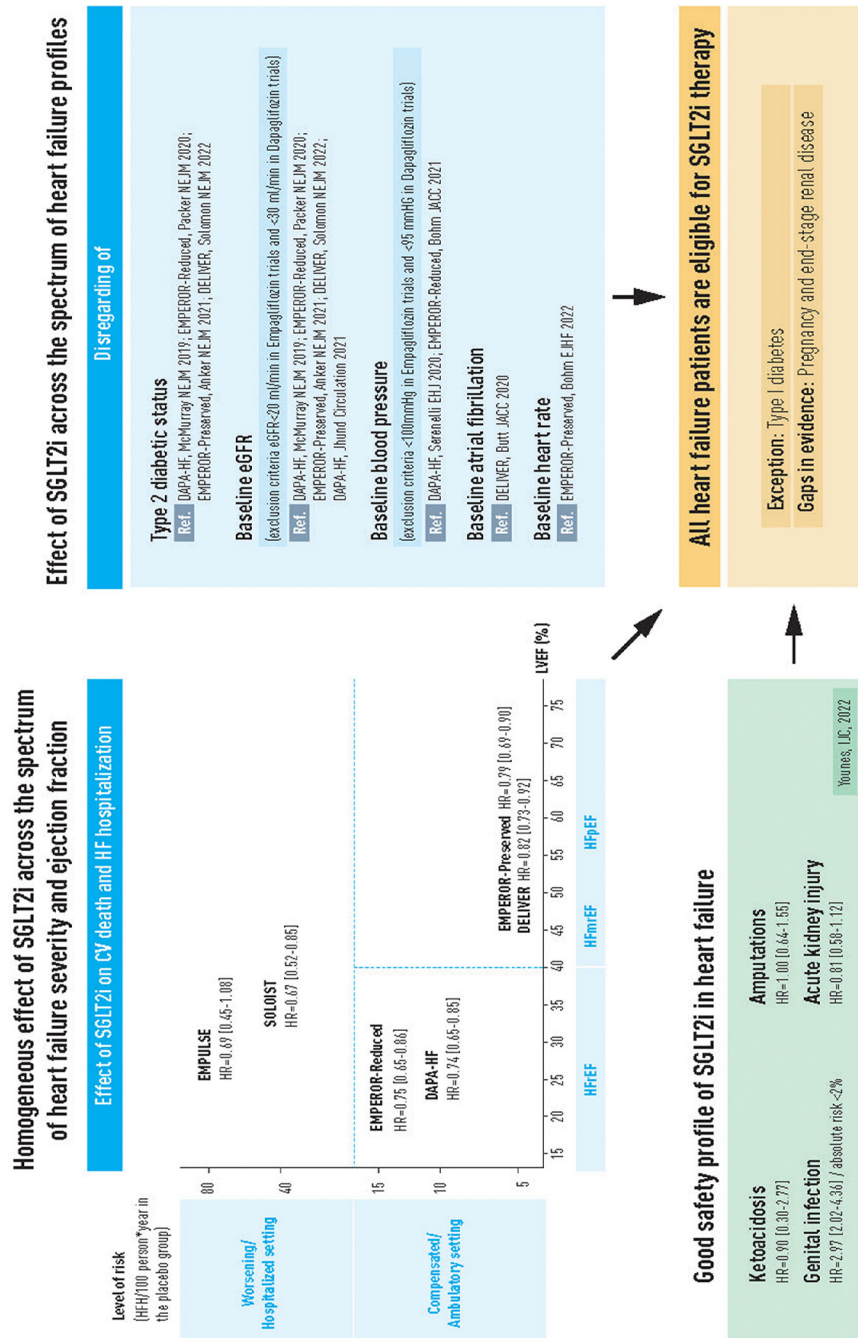 Homogeneous effect of SGLT2i across the spectrum
of heart failure severity and ejection fraction
Effect of SGLT2i on CV death and HF hospitalization
Level of risk
(HFH/100 person*year in
the placebo group)
Worsening/
Hospitalized setting
Compensated/
Ambulatory setting
80
40
15
10
5
EMPULSE
HR=0.69 [0.45-1.08]
SOLOIST
HR=0.67 [0.52-0.85]
EMPEROR-Reduced
HR=0.75 [0.65-0.86]
DAPA-HF
HR=0.74 [0.65-0.85]
EMPEROR-Preserved HR=0.79 [0.69-0.90]
DELIVER HR=0.82 [0.73-0.92]
15 20 25 30 35 40 45 50 55 60 65 70 75
LVEF (%)
HFrEF
HFmrEF
HFpEF
Effect of SGLT2i across the spectrum of heart failure profiles
Disregarding of
Type 2 diabetic status
Ref. DAPA-HF, McMurray NEJM 2019; EMPEROR-Reduced, Packer NEJM 2020;
EMPEROR-Preserved, Anker NEJM 2021; DELIVER, Solomon NEJM 2022
Baseline eGFR
(exclusion criteria eGFR<20 ml/min in Empagliflozin trials and <30 ml/min in Dapaglifozin trials)
Ref. DAPA-HF, McMurray NEJM 2019; EMPEROR-Reduced, Packer NEJM 2020;
EMPEROR-Preserved, Anker NEJM 2021; DELIVER, Solomon NEJM 2022;
DAPA-HF, Jhund Circulation 2021
Baseline blood pressure
(exclusion criteria <100mmHg in Empagliflozin trials and <95 mmHG in Dapagliflozin trials)
Ref. DAPA-HF, Serenelli EHJ 2020; EMPEROR-Reduced, Bohm JACC 2021
Baseline atrial fibrillation
Ref. DELIVER, Butt JACC 2020
Baseline heart rate
Ref. EMPEROR-Preserved, Bohm EJHF 2022
Good safety profile of SGLT2i in heart failure
Ketoacidosis
HR=0.90 [0.30-2.77]
Amputations
HR=1.00 [0.64-1.55]
Genital infection
HR=2.97 [2.02-4.36] / absolute risk <2%
Acute kidney injury
HR=0.81 [0.58-1.12]
Younes, IJC, 2022
All heart failure patients are eligible for SGLT2i therapy
Exception: Type I diabetes
Gaps in evidence: Pregnancy and end-stage renal disease